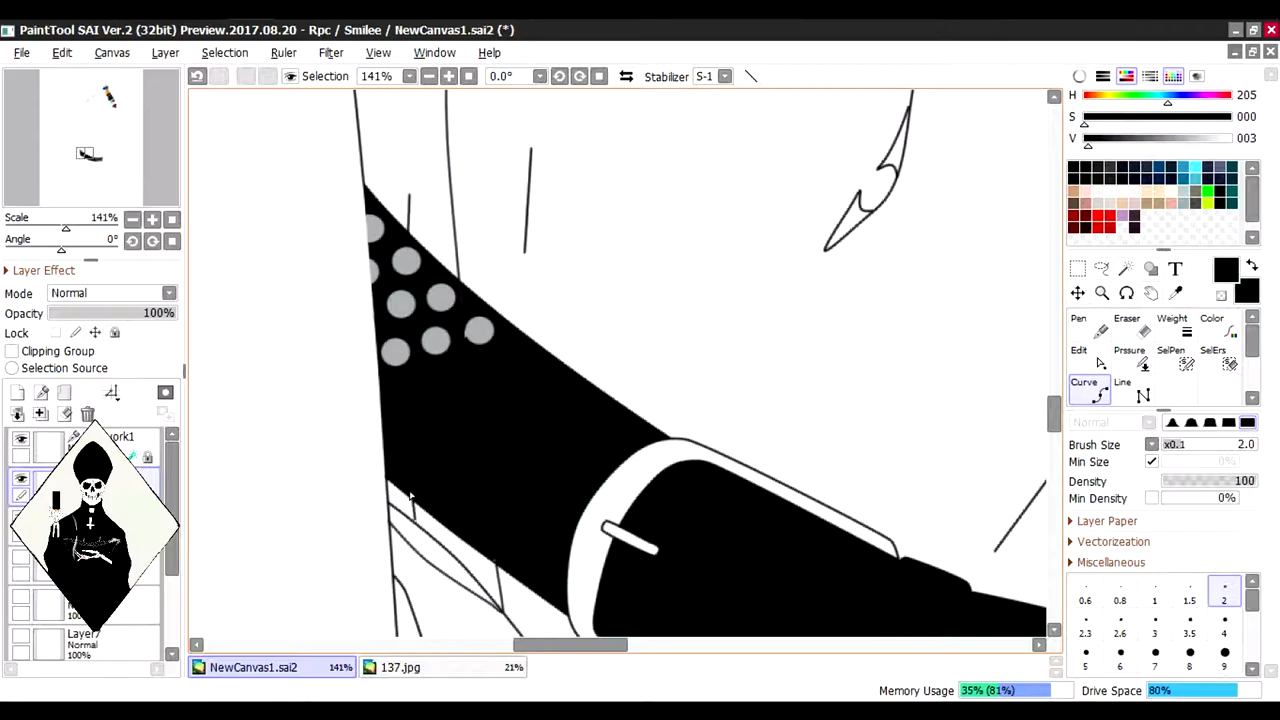 PaintTool SAI Ver.2 (32bit) Preview.2017.08.20 - Rpc / Smilee / NewCanvas1.sai2 (*)
File Edit Canvas Layer Selection Ruler Filter View Window Help
Selection 141% 0.0° Stabilizer S-1
H 205
S 000
V 003
Scale 141%
Angle 0°
Layer Effect
Mode Normal
Opacity 100%
Lock
Clipping Group
Selection Source
work1
Layer7
Normal
100%
T
Pen Eraser Weight Color
Edit Prssure SelPen SelErs
Curve Line
Normal
Brush Size x0.1 2.0
Min Size 0%
Density 100
Min Density 0%
Layer Paper
Vectorization
Miscellaneous
0.6 0.8 1 1.5 2
2.3 2.6 3 3.5 4
5 6 7 8 9
NewCanvas1.sai2 141% 137.jpg 21%
Memory Usage 35% (81%) Drive Space 80%